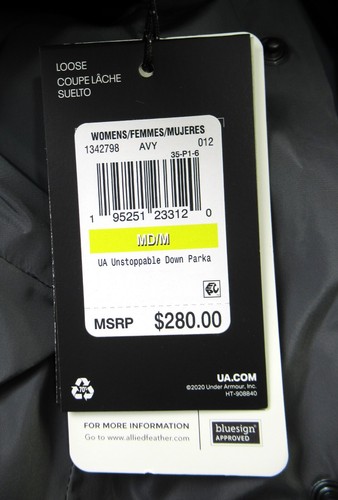 LOOSE
COUPE LÂCHE
SUELTO
WOMENS/FEMMES/MUJERES
1342798 AVY 012
35-P1-6
1 95251 23312 0
MD/M
UA Unstoppable Down Parka
MSRP $280.00
UA.COM
©2020 Under Armour, Inc.
HT-908840
FOR MORE INFORMATION
Go to www.alliedfeather.com
bluesign®
APPROVED